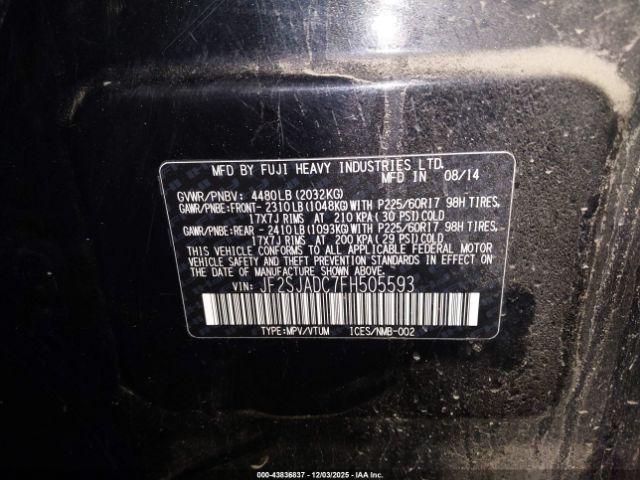 MFD BY FUJI HEAVY INDUSTRIES LTD.
MFD IN 08/14
GVWR/PNBV: 4480LB(2032KG)
GAWR/PNBE:FRONT-2310LB(1048KG)WITH P225/60R17 98H TIRES,
17X7J RIMS AT 210 KPA(30 PSI)COLD
GAWR/PNBE:REAR -2410LB(1093KG)WITH P225/60R17 98H TIRES,
17X7J RIMS AT 200 KPA(29 PSI)COLD
THIS VEHICLE CONFORMS TO ALL APPLICABLE FEDERAL MOTOR
VEHICLE SAFETY AND THEFT PREVENTION STANDARDS IN EFFECT
ON THE DATE OF MANUFACTURE SHOWN ABOVE.
VIN: JF2SJADC7FH505593
TYPE:MPV/VTUM ICES/NMB-002
000-43836837 - 12/03/2025 - IAAI.COM